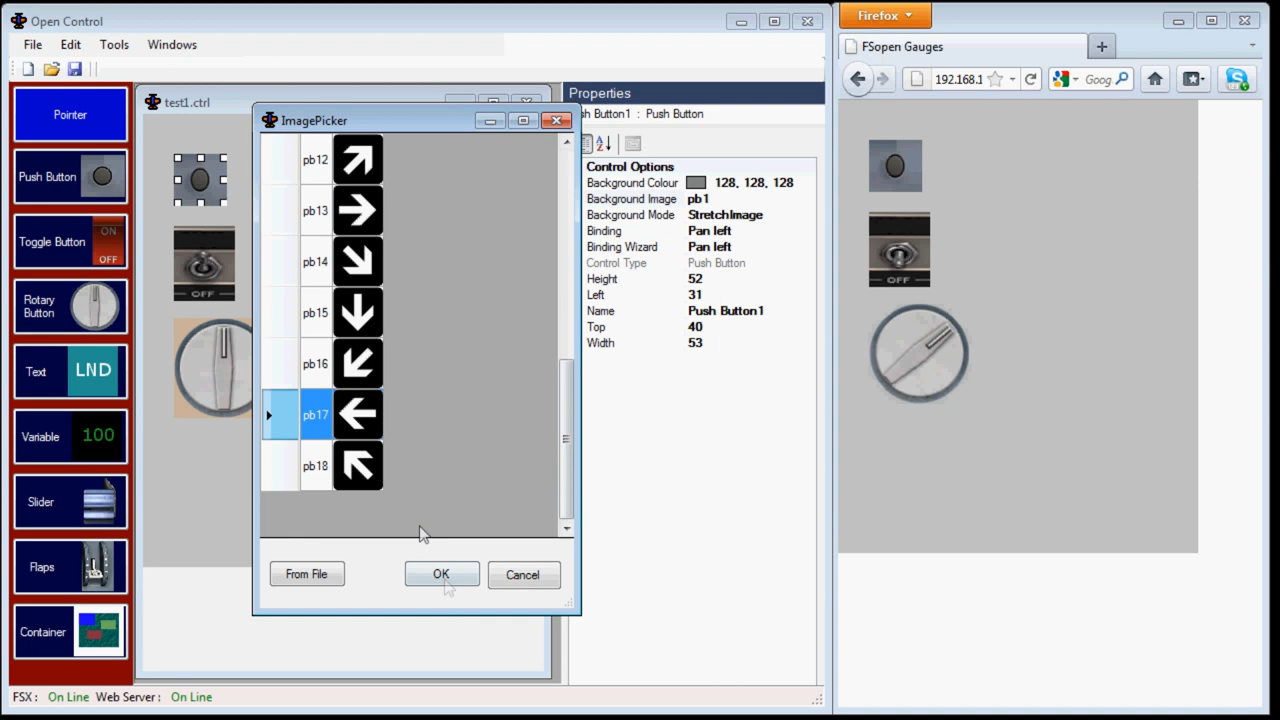 Open Control
File Edit Tools Windows
Pointer
Push Button
Toggle Button ON OFF
Rotary
Button
Text LND
Variable 100
Slider
Flaps
Container
FSX : On Line Web Server : On Line
test1.ctrl
OFF
ImagePicker
pb12
pb13
pb14
pb15
pb16
pb17
pb18
From File OK Cancel
Properties
sh Button1 : Push Button
Control Options
Background Colour 128, 128, 128
Background Image pb1
Background Mode StretchImage
Binding Pan left
Binding Wizard Pan left
Control Type Push Button
Height 52
Left 31
Name Push Button1
Top 40
Width 53
Firefox
FSopen Gauges
192.168.1 Goog
OFF